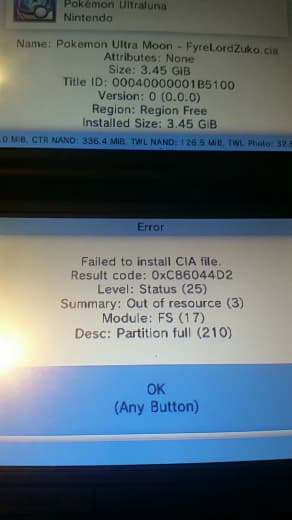 Pokémon Ultraluna
Nintendo
Name: Pokemon Ultra Moon - FyreLordZuko.cia
Attributes: None
Size: 3.45 GiB
Title ID: 00040000001B5100
Version: 0 (0.0.0)
Region: Region Free
Installed Size: 3.45 GiB
.0 MiB, CTR NAND: 336.4 MiB, TWL NAND: 126.5 MiB, TWL Photo: 32.
Error
Failed to install CIA file.
Result code: 0xC86044D2
Level: Status (25)
Summary: Out of resource (3)
Module: FS (17)
Desc: Partition full (210)
OK
(Any Button)